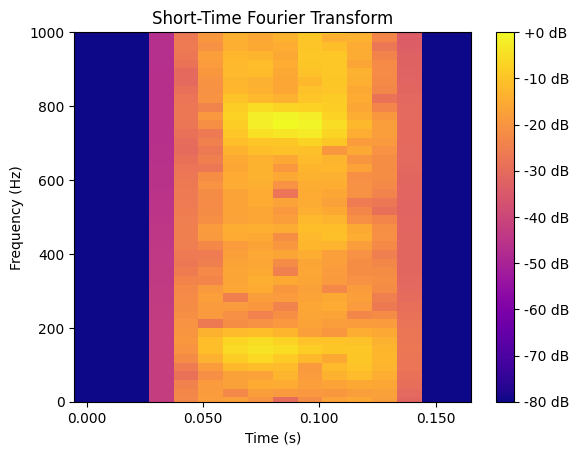 Short-Time Fourier Transform
1000
800
600
400
200
0
Frequency (Hz)
0.000
0.050
0.100
0.150
Time (s)
+0 dB
-10 dB
-20 dB
-30 dB
-40 dB
-50 dB
-60 dB
-70 dB
-80 dB